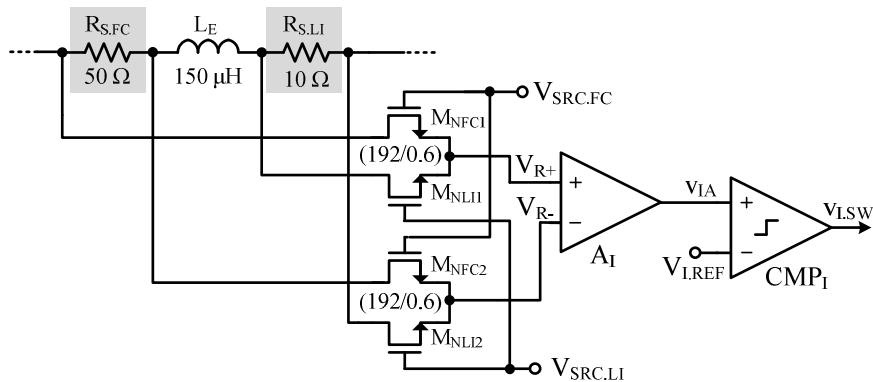 R_S.FC
L_E
R_S.LI
50 Ω
150 μH
10 Ω
V_SRC.FC
M_NFC1
(192/0.6)
M_NLI1
V_R+
+
−
A_I
v_IA
+
−
V_I.REF
CMP_I
v_I.SW
V_R-
M_NFC2
(192/0.6)
M_NLI2
V_SRC.LI